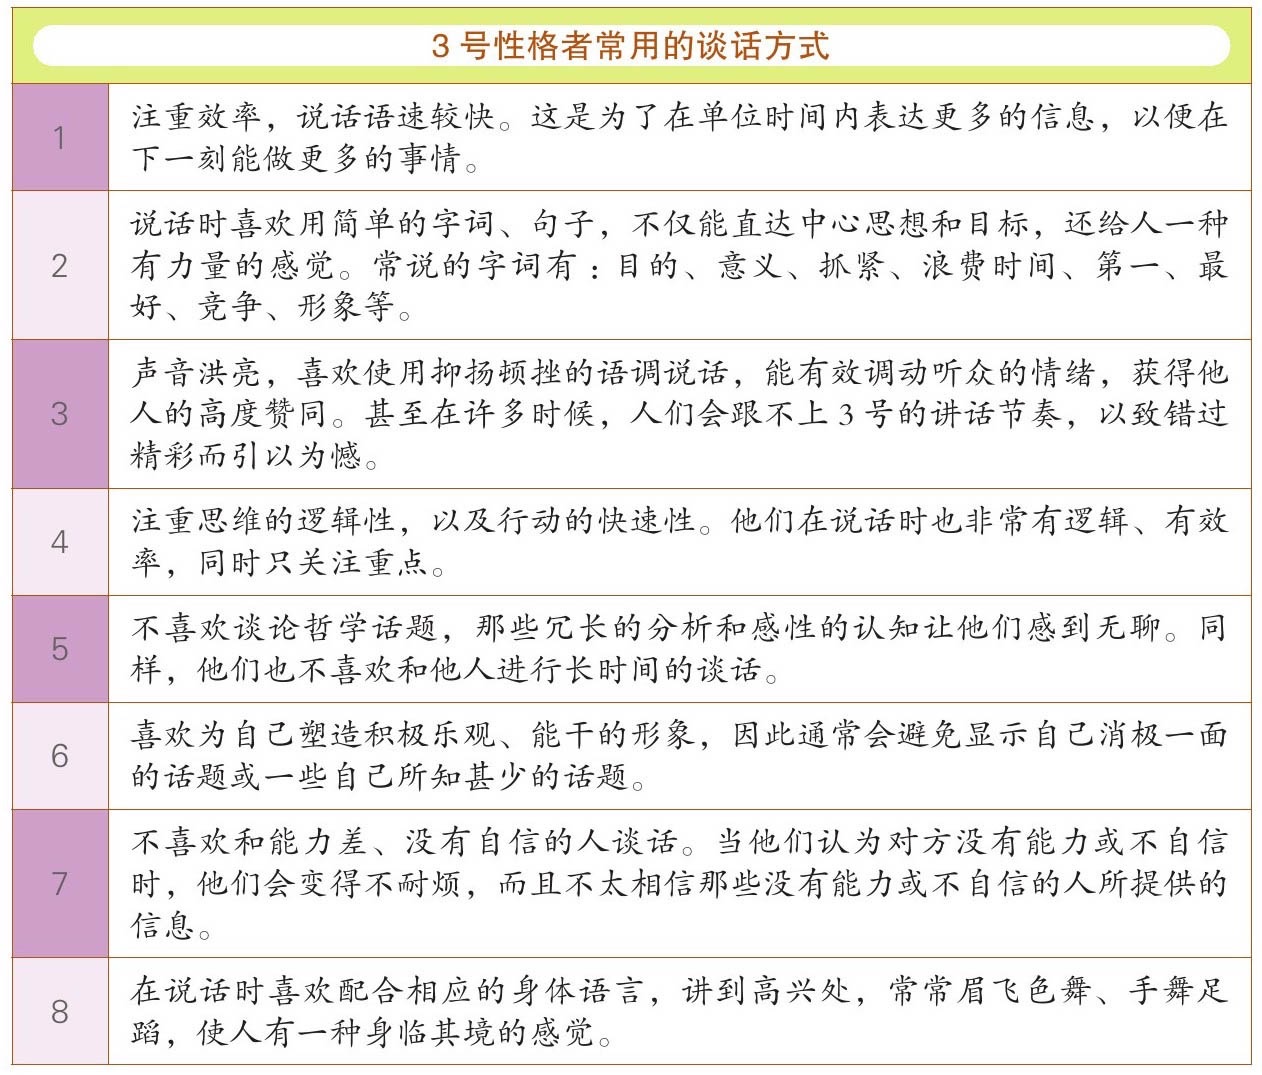 3 号性格者常用的谈话方式
1
注重效率，说话语速较快。这是为了在单位时间内表达更多的信息，以便在
下一刻能做更多的事情。
2
说话时喜欢用简单的字词、句子，不仅能直达中心思想和目标，还给人一种
有力量的感觉。常说的字词有：目的、意义、抓紧、浪费时间、第一、最
好、竞争、形象等。
3
声音洪亮，喜欢使用抑扬顿挫的语调说话，能有效调动听众的情绪，获得他
人的高度赞同。甚至在许多时候，人们会跟不上 3 号的讲话节奏，以致错过
精彩而引以为憾。
4
注重思维的逻辑性，以及行动的快速性。他们在说话时也非常有逻辑、有效
率，同时只关注重点。
5
不喜欢谈论哲学话题，那些冗长的分析和感性的认知让他们感到无聊。同
样，他们也不喜欢和他人进行长时间的谈话。
6
喜欢为自己塑造积极乐观、能干的形象，因此通常会避免显示自己消极一面
的话题或一些自己所知甚少的话题。
7
不喜欢和能力差、没有自信的人谈话。当他们认为对方没有能力或不自信
时，他们会变得不耐烦，而且不太相信那些没有能力或不自信的人所提供的
信息。
8
在说话时喜欢配合相应的身体语言，讲到高兴处，常常眉飞色舞、手舞足
蹈，使人有一种身临其境的感觉。